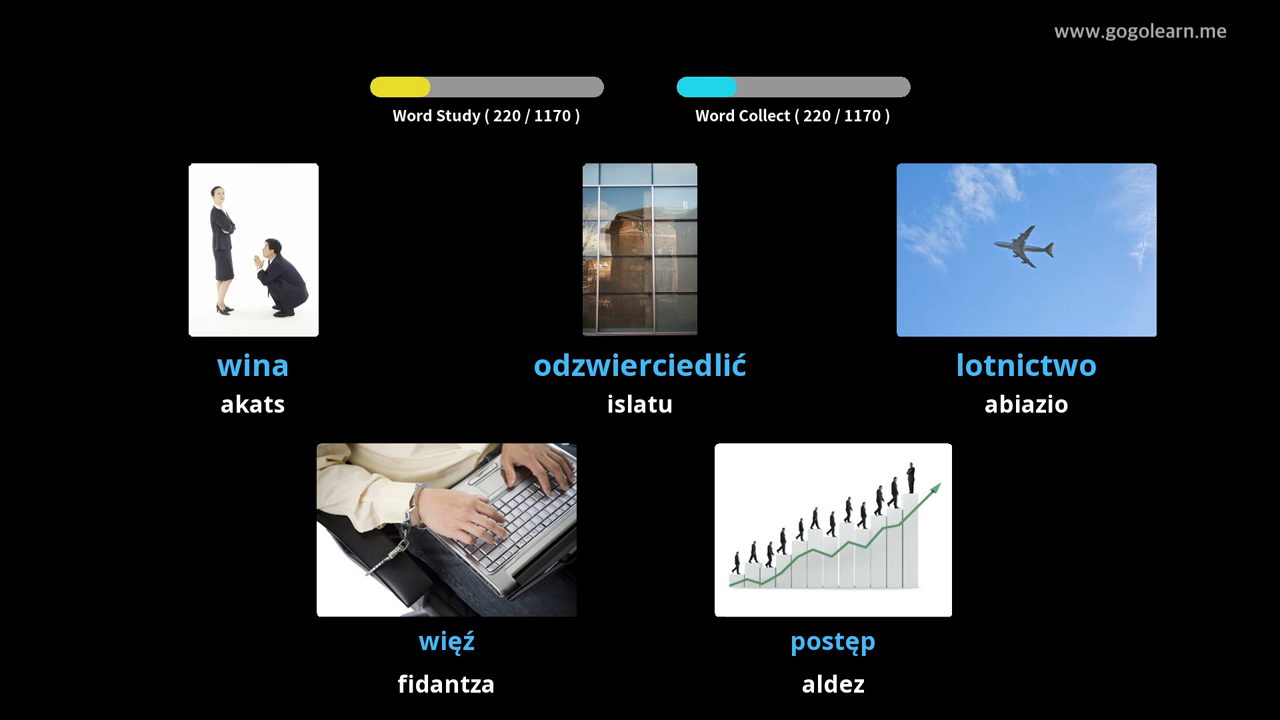 www.gogolearn.me
Word Study ( 220 / 1170 )
Word Collect ( 220 / 1170 )
wina
akats
odzwierciedlić
islatu
lotnictwo
abiazio
więź
fidantza
postęp
aldez